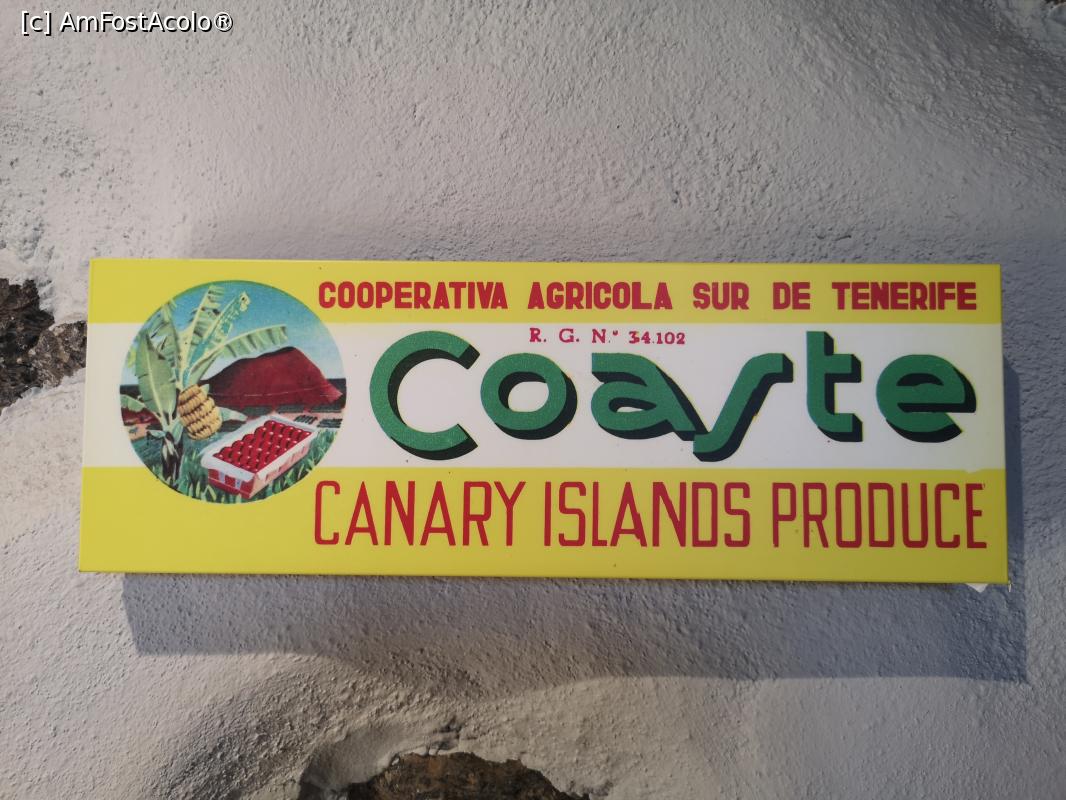 [c] AmFostAcolo®
COOPERATIVA AGRICOLA SUR DE TENERIFE
R. G. N.º 34.102
Coaste
CANARY ISLANDS PRODUCE